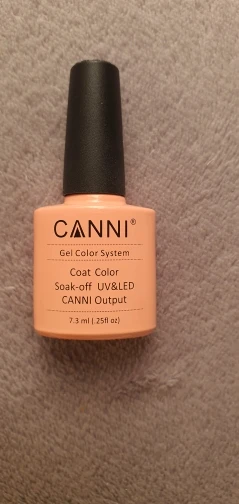 CANNI®
Gel Color System
Coat Color
Soak-off UV&LED
CANNI Output
7.3 ml (.25fl oz)